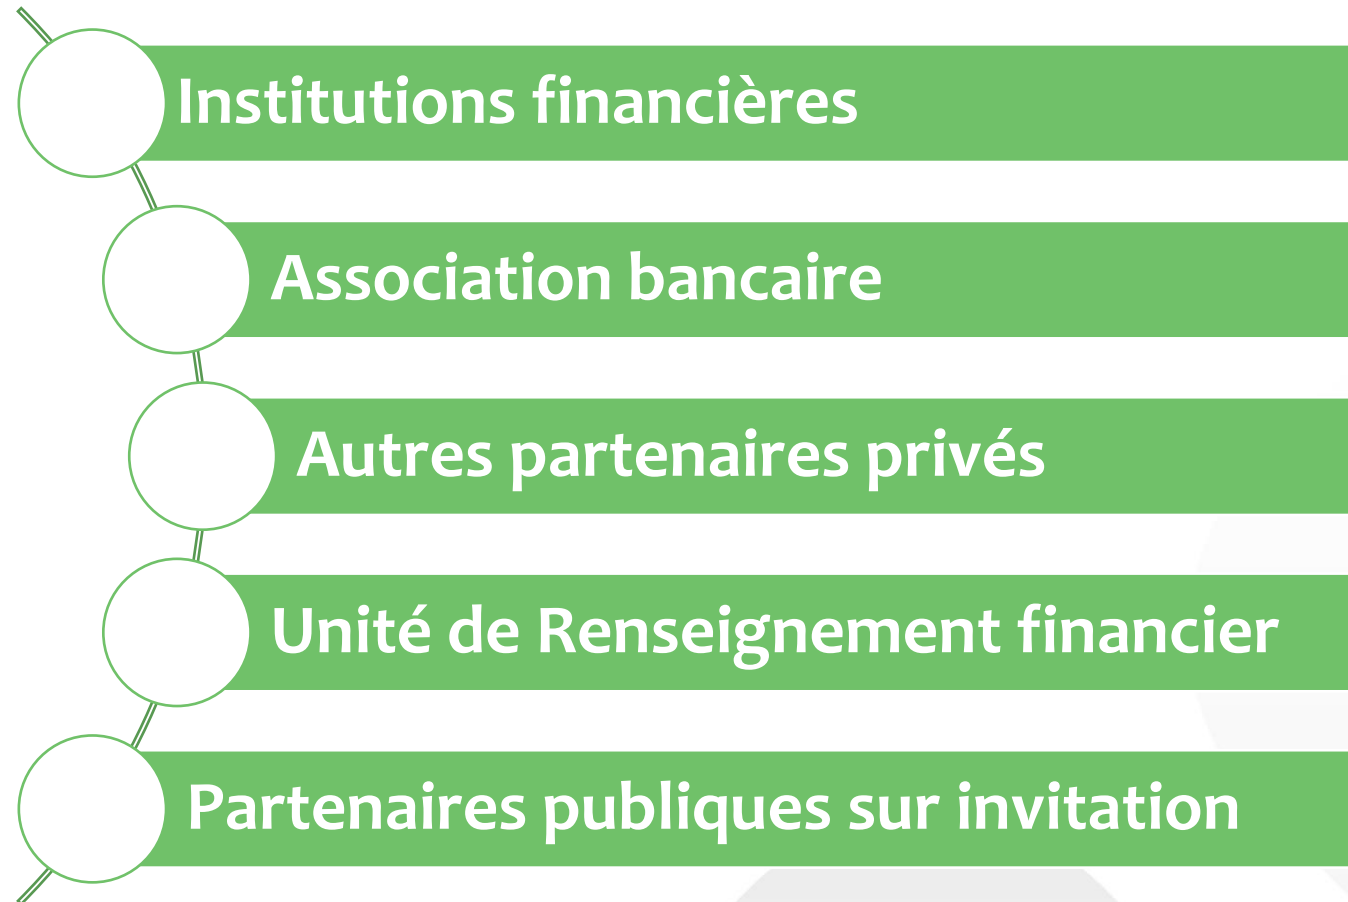 Institutions financières
Association bancaire
Autres partenaires privés
Unité de Renseignement financier
Partenaires publiques sur invitation